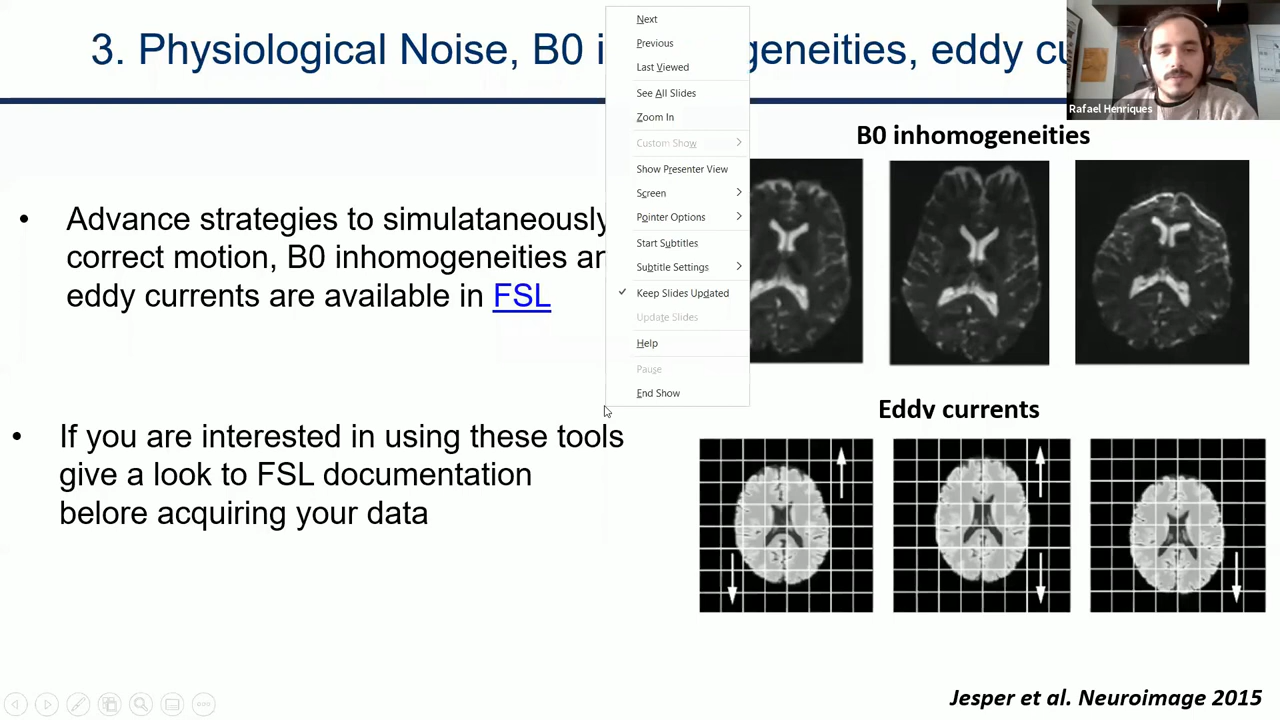 3. Physiological Noise, B0 i geneities, eddy cu
Rafael Henriques
Next
Previous
Last Viewed
See All Slides
Zoom In
Custom Show
Show Presenter View
Screen
Pointer Options
Start Subtitles
Subtitle Settings
Keep Slides Updated
Update Slides
Help
Pause
End Show
Advance strategies to simulataneously
correct motion, B0 inhomogeneities an
eddy currents are available in FSL
If you are interested in using these tools
give a look to FSL documentation
belore acquiring your data
B0 inhomogeneities
Eddy currents
Jesper et al. Neuroimage 2015